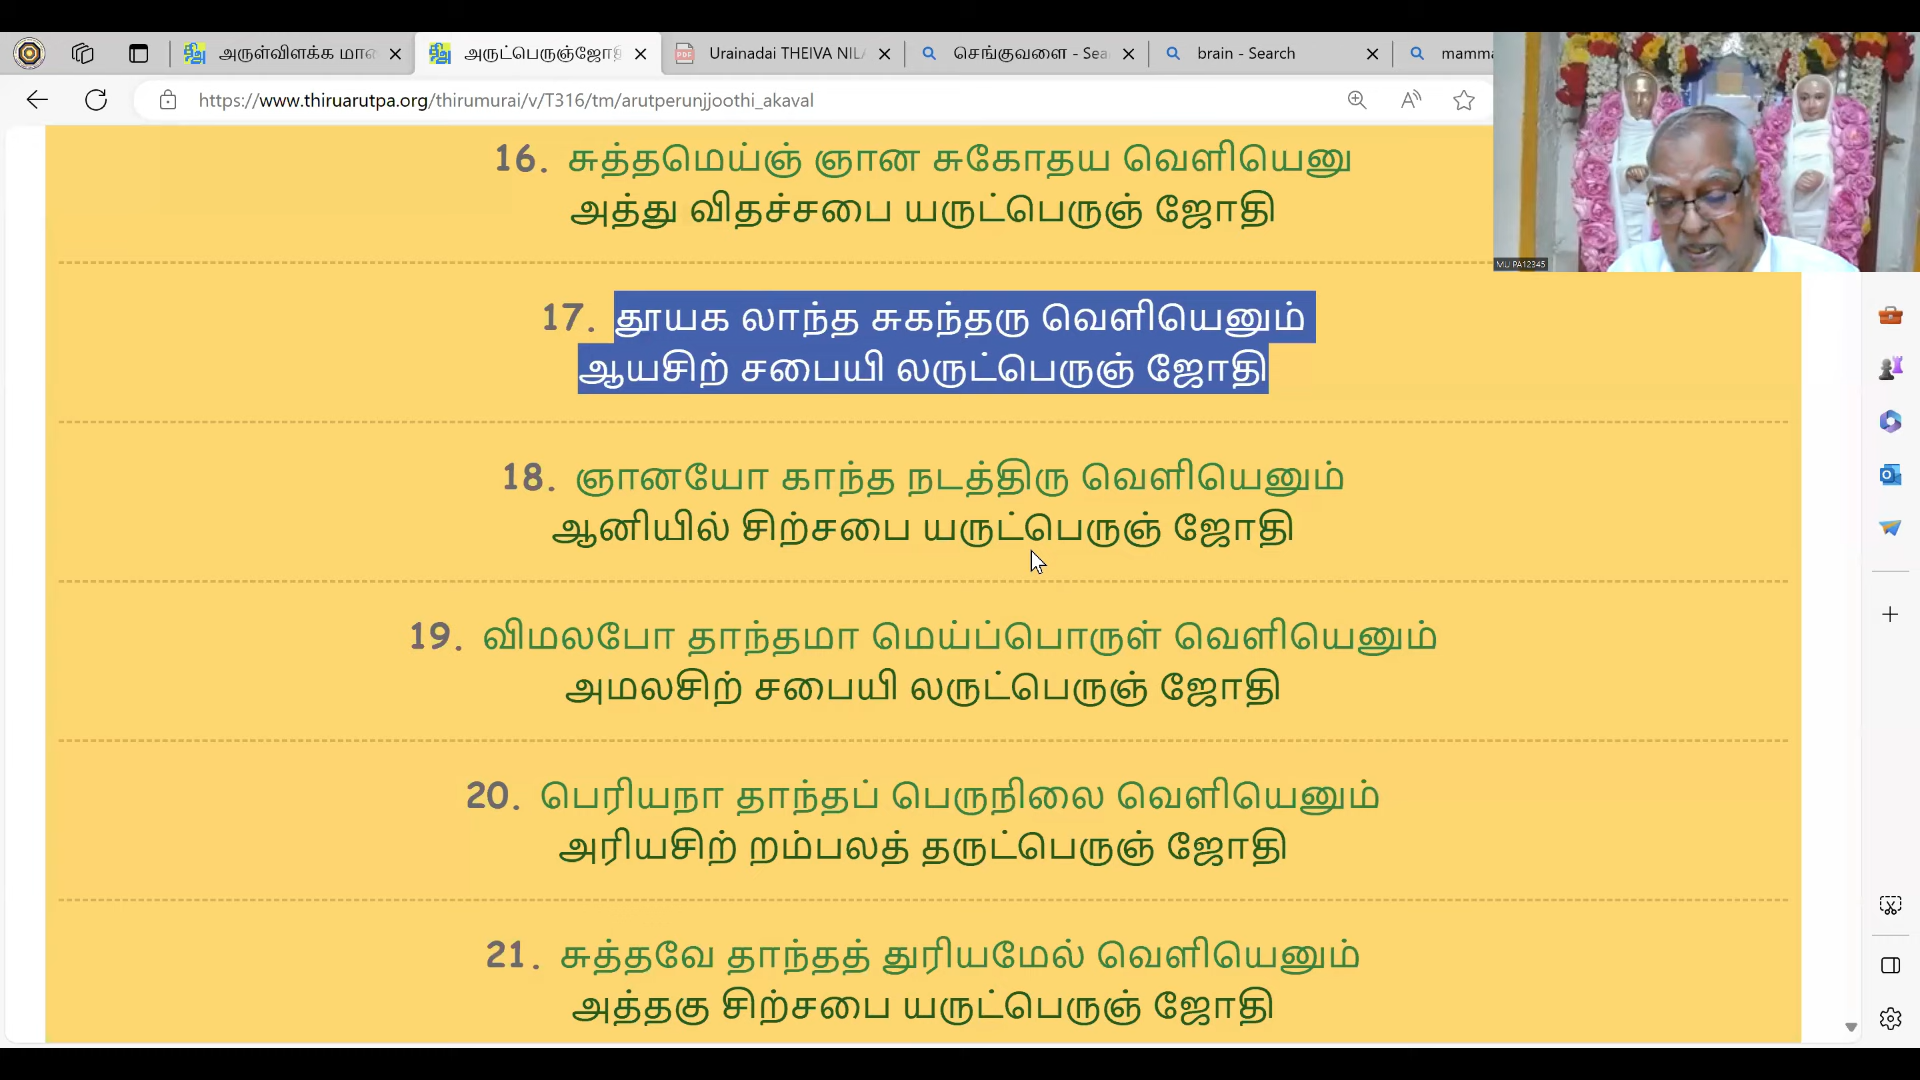 அருள்விளக்க மா
அருட்பெருஞ்ஜோ
Urainadai THEIVA NIL
செங்குவளை - Sea
brain - Search
mamma
https://www.thiruarutpa.org/thirumurai/v/T316/tm/arutperunjjoothi_akaval
MU PA12345
16. சுத்தமெய்ஞ் ஞான சுகோதய வெளியெனு
அத்து விதச்சபை யருட்பெருஞ் ஜோதி
17. தூயக லாந்த சுகந்தரு வெளியெனும்
ஆயசிற் சபையி லருட்பெருஞ் ஜோதி
18. ஞானயோ காந்த நடத்திரு வெளியெனும்
ஆனியில் சிற்சபை யருட்பெருஞ் ஜோதி
19. விமலபோ தாந்தமா மெய்ப்பொருள் வெளியெனும்
அமலசிற் சபையி லருட்பெருஞ் ஜோதி
20. பெரியநா தாந்தப் பெருநிலை வெளியெனும்
அரியசிற் றம்பலத் தருட்பெருஞ் ஜோதி
21. சுத்தவே தாந்தத் துரியமேல் வெளியெனும்
அத்தகு சிற்சபை யருட்பெருஞ் ஜோதி